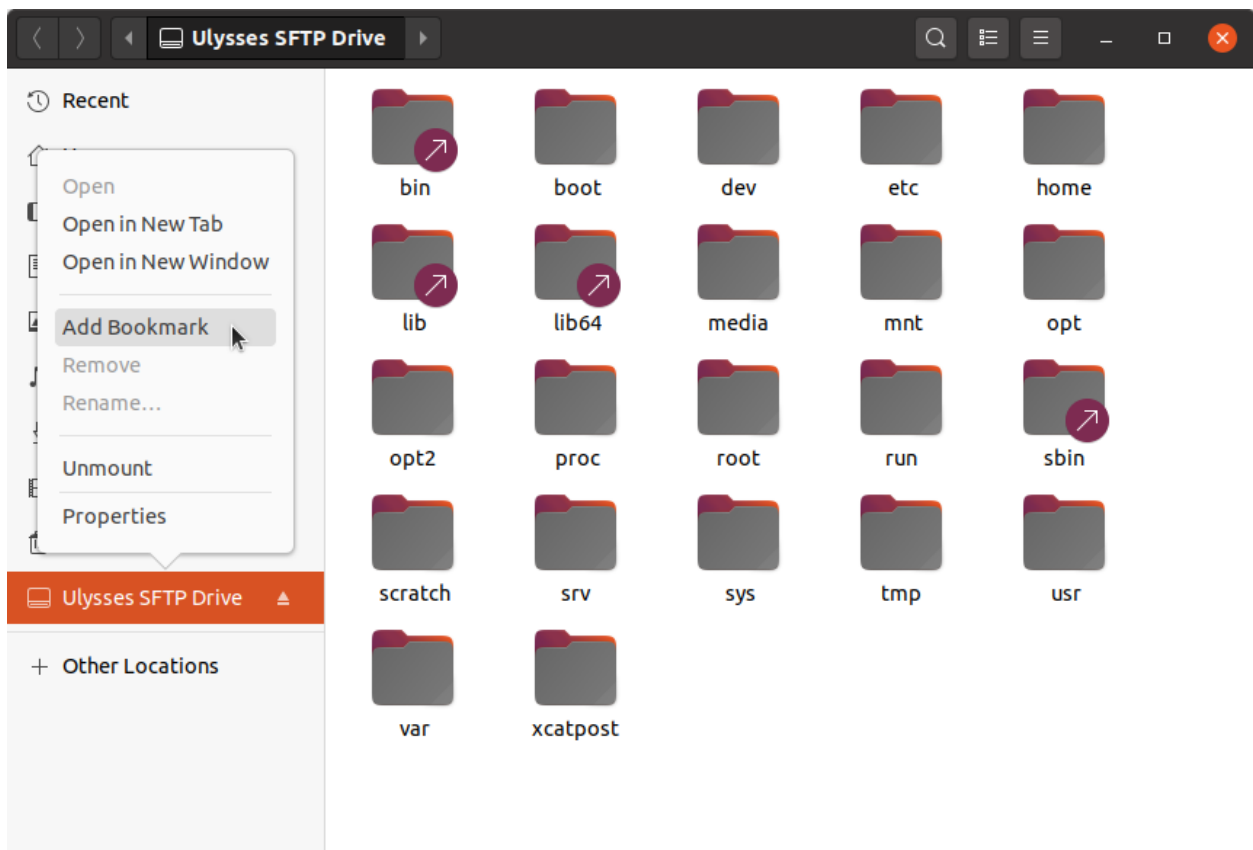 Ulysses SFTP Drive
Recent
Open
Open in New Tab
Open in New Window
Add Bookmark
Remove
Rename…
Unmount
Properties
Ulysses SFTP Drive
+ Other Locations
bin boot dev etc home
lib lib64 media mnt opt
opt2 proc root run sbin
scratch srv sys tmp usr
var xcatpost